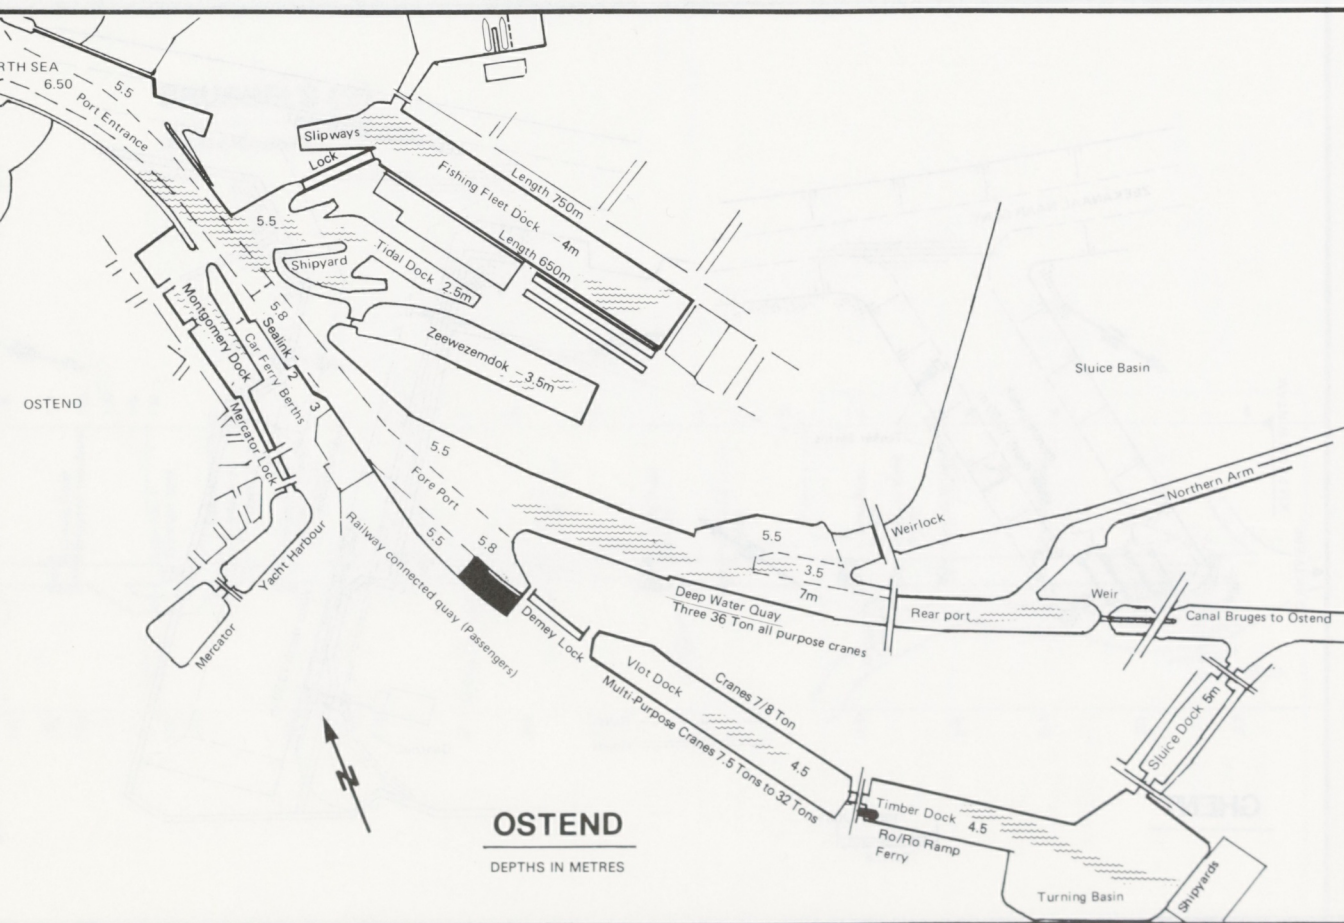 RTH SEA
6.50
5.5
Port Entrance
Slipways
Lock
Fishing Fleet Dock -4m
Length 750m
Length 650m
5.5
Tidal Dock 2.5m
Shipyard
Montgomery Dock
1
5.8
Sealink
1
2
3
Car Ferry Berths
Zeewezemdok -3.5m
Sluice Basin
OSTEND
Mercator Lock
5.5
Fore Port
5.5
5.8
Northern Arm
Weirlock
5.5
3.5
7m
Yacht Harbour
Mercator
Railway connected quay (Passengers)
Demey Lock
Deep Water Quay
Three 36 Ton all purpose cranes
Rear port
Weir
Canal Bruges to Ostend
Vlot Dock
Cranes 7/8 Ton
4.5
Multi-Purpose Cranes 7.5 Tons to 32 Tons
Sluice Dock 5m
Timber Dock 4.5
Ro/Ro Ramp
Ferry
Turning Basin
Shipyards
N
OSTEND
DEPTHS IN METRES